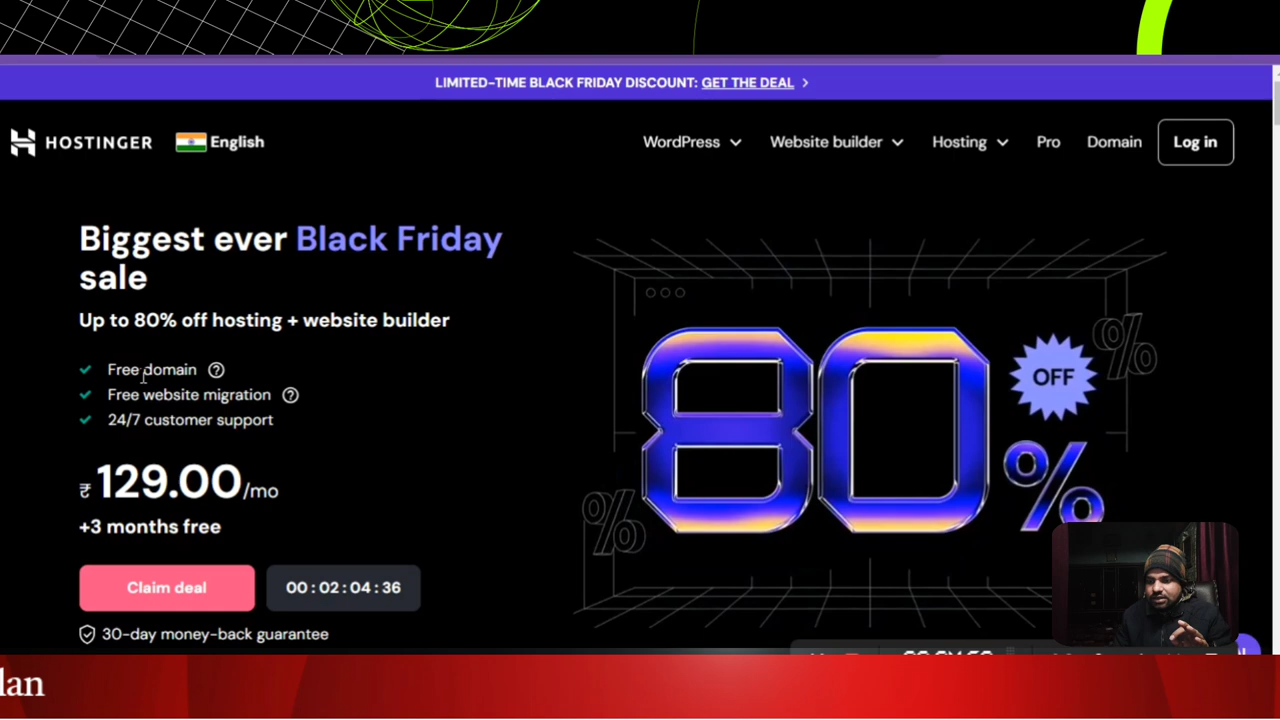 LIMITED-TIME BLACK FRIDAY DISCOUNT: GET THE DEAL
HOSTINGER English WordPress Website builder Hosting Pro Domain Log in
Biggest ever Black Friday
sale
Up to 80% off hosting + website builder
Free domain
Free website migration
24/7 customer support
₹ 129.00/mo
+3 months free
Claim deal 00 : 02 : 04 : 36
30-day money-back guarantee
80% OFF
lan